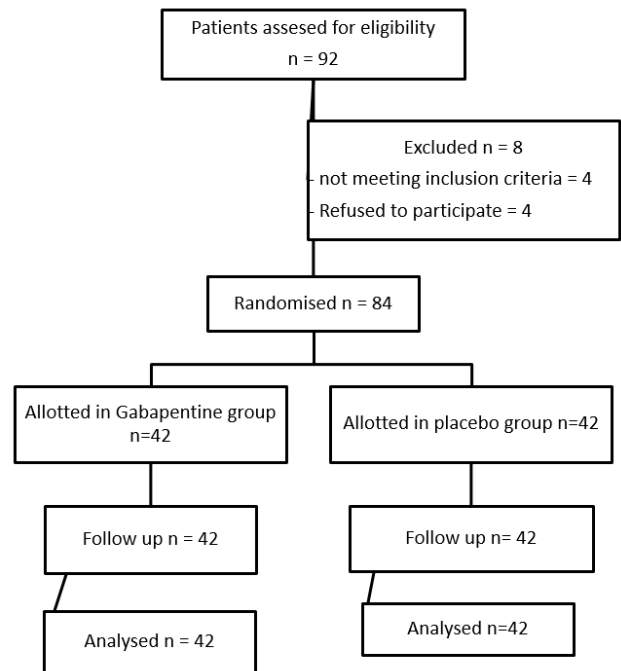 Patients assesed for eligibility
n = 92
Excluded n = 8
- not meeting inclusion criteria = 4
- Refused to participate = 4
Randomised n = 84
Allotted in Gabapentine group
n=42
Allotted in placebo group n=42
Follow up n = 42
Follow up n= 42
Analysed n = 42
Analysed n=42